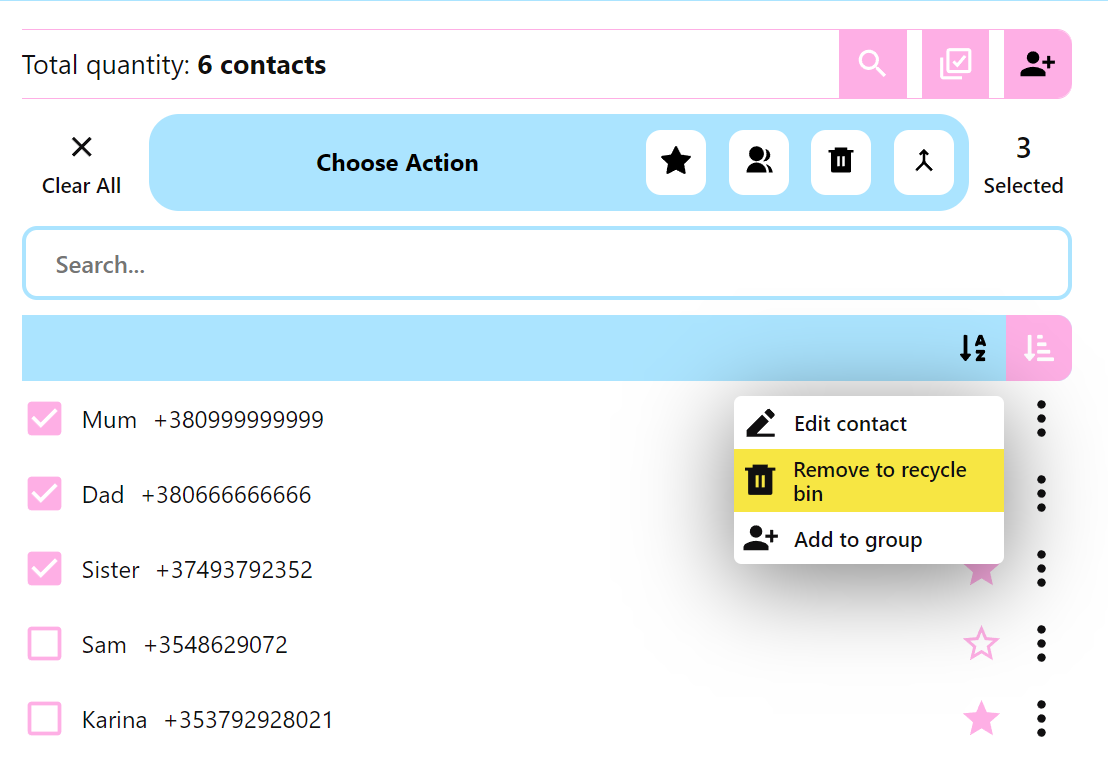 Total quantity: 6 contacts
Clear All
Choose Action
3
Selected
Search...
A
Z
Mum +380999999999
Edit contact
Remove to recycle
bin
Dad +380666666666
Add to group
Sister +37493792352
Sam +3548629072
Karina +353792928021